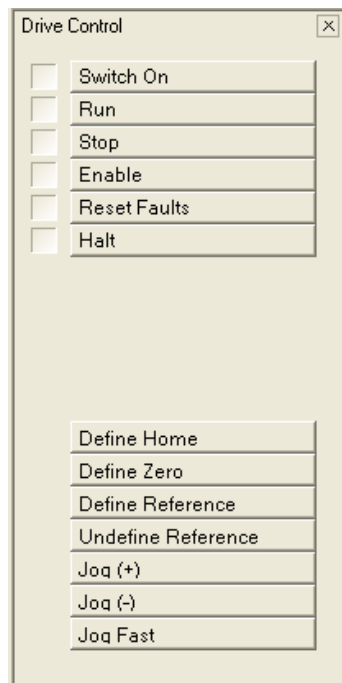 Drive Control
Switch On
Run
Stop
Enable
Reset Faults
Halt
Define Home
Define Zero
Define Reference
Undefine Reference
Jog (+)
Jog (-)
Jog Fast